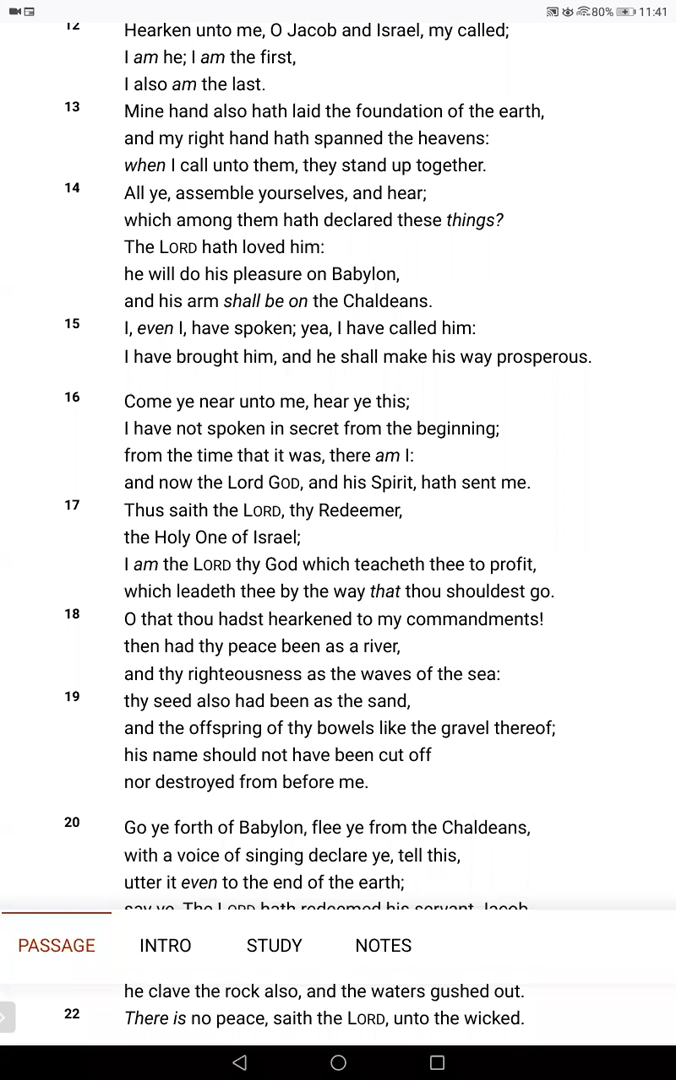 80% 11:41
12 Hearken unto me, O Jacob and Israel, my called;
I am he; I am the first,
I also am the last.
13 Mine hand also hath laid the foundation of the earth,
and my right hand hath spanned the heavens:
when I call unto them, they stand up together.
14 All ye, assemble yourselves, and hear;
which among them hath declared these things?
The LORD hath loved him:
he will do his pleasure on Babylon,
and his arm shall be on the Chaldeans.
15 I, even I, have spoken; yea, I have called him:
I have brought him, and he shall make his way prosperous.
16 Come ye near unto me, hear ye this;
I have not spoken in secret from the beginning;
from the time that it was, there am I:
and now the Lord GOD, and his Spirit, hath sent me.
17 Thus saith the LORD, thy Redeemer,
the Holy One of Israel;
I am the LORD thy God which teacheth thee to profit,
which leadeth thee by the way that thou shouldest go.
18 O that thou hadst hearkened to my commandments!
then had thy peace been as a river,
and thy righteousness as the waves of the sea:
19 thy seed also had been as the sand,
and the offspring of thy bowels like the gravel thereof;
his name should not have been cut off
nor destroyed from before me.
20 Go ye forth of Babylon, flee ye from the Chaldeans,
with a voice of singing declare ye, tell this,
utter it even to the end of the earth;
say ye, The LORD hath redeemed his servant Jacob
PASSAGE INTRO STUDY NOTES
he clave the rock also, and the waters gushed out.
22 There is no peace, saith the LORD, unto the wicked.